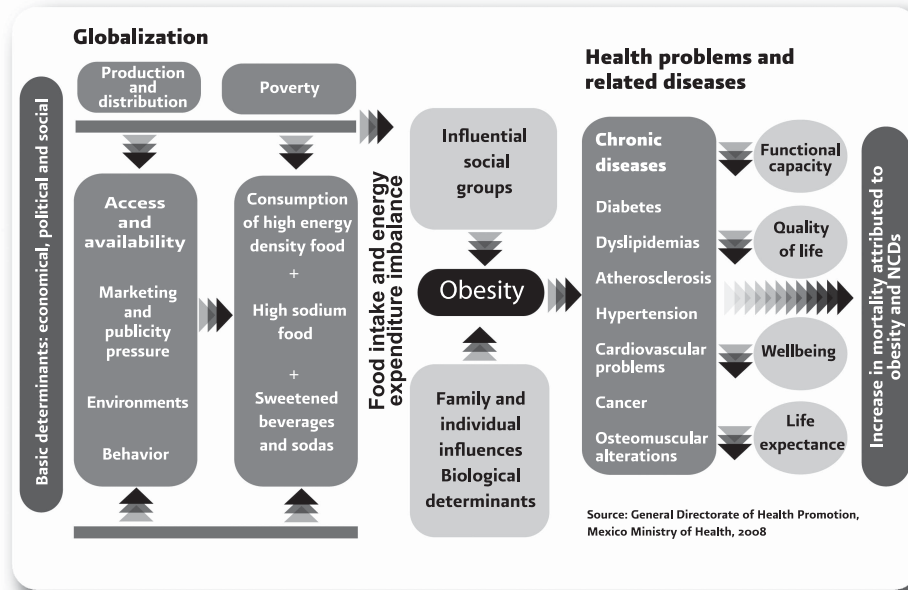 Globalization
Basic determinants: economical, political and social
Production
and
distribution
Poverty
Access
and
availability
Marketing
and
publicity
pressure
Environments
Behavior
Consumption
of high energy
density food
+
High sodium
food
+
Sweetened
beverages
and sodas
Food intake and energy
expenditure imbalance
Influential
social
groups
Obesity
Family and
individual
influences
Biological
determinants
Health problems and
related diseases
Chronic
diseases
Diabetes
Dyslipidemias
Atherosclerosis
Hypertension
Cardiovascular
problems
Cancer
Osteomuscular
alterations
Functional
capacity
Quality
of life
Wellbeing
Life
expectance
Increase in mortality attributed to
obesity and NCDs
Source: General Directorate of Health Promotion,
Mexico Ministry of Health, 2008